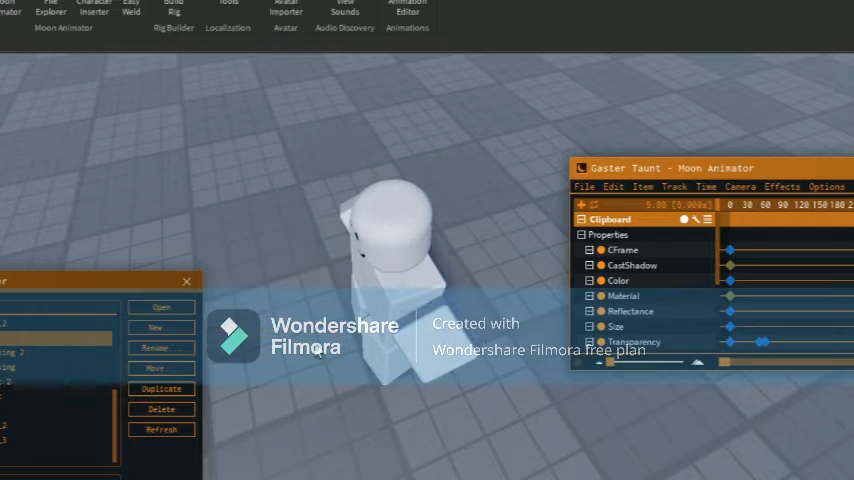 File Character Easy Build Tools Avatar View Animation
Explorer Inserter Weld Rig Importer Sounds Editor
Moon Animator Rig Builder Localization Avatar Audio Discovery Animations
Gaster Taunt - Moon Animator
File Edit Item Track Time Camera Effects Options
0 30 60 90 120 150 180 2
Clipboard
Properties
CFrame
CastShadow
Color
Material
Reflectance
Size
Transparency
Open
New...
Rename...
Move...
Duplicate
Delete
Refresh
Wondershare
Filmora
Created with
Wondershare Filmora free plan